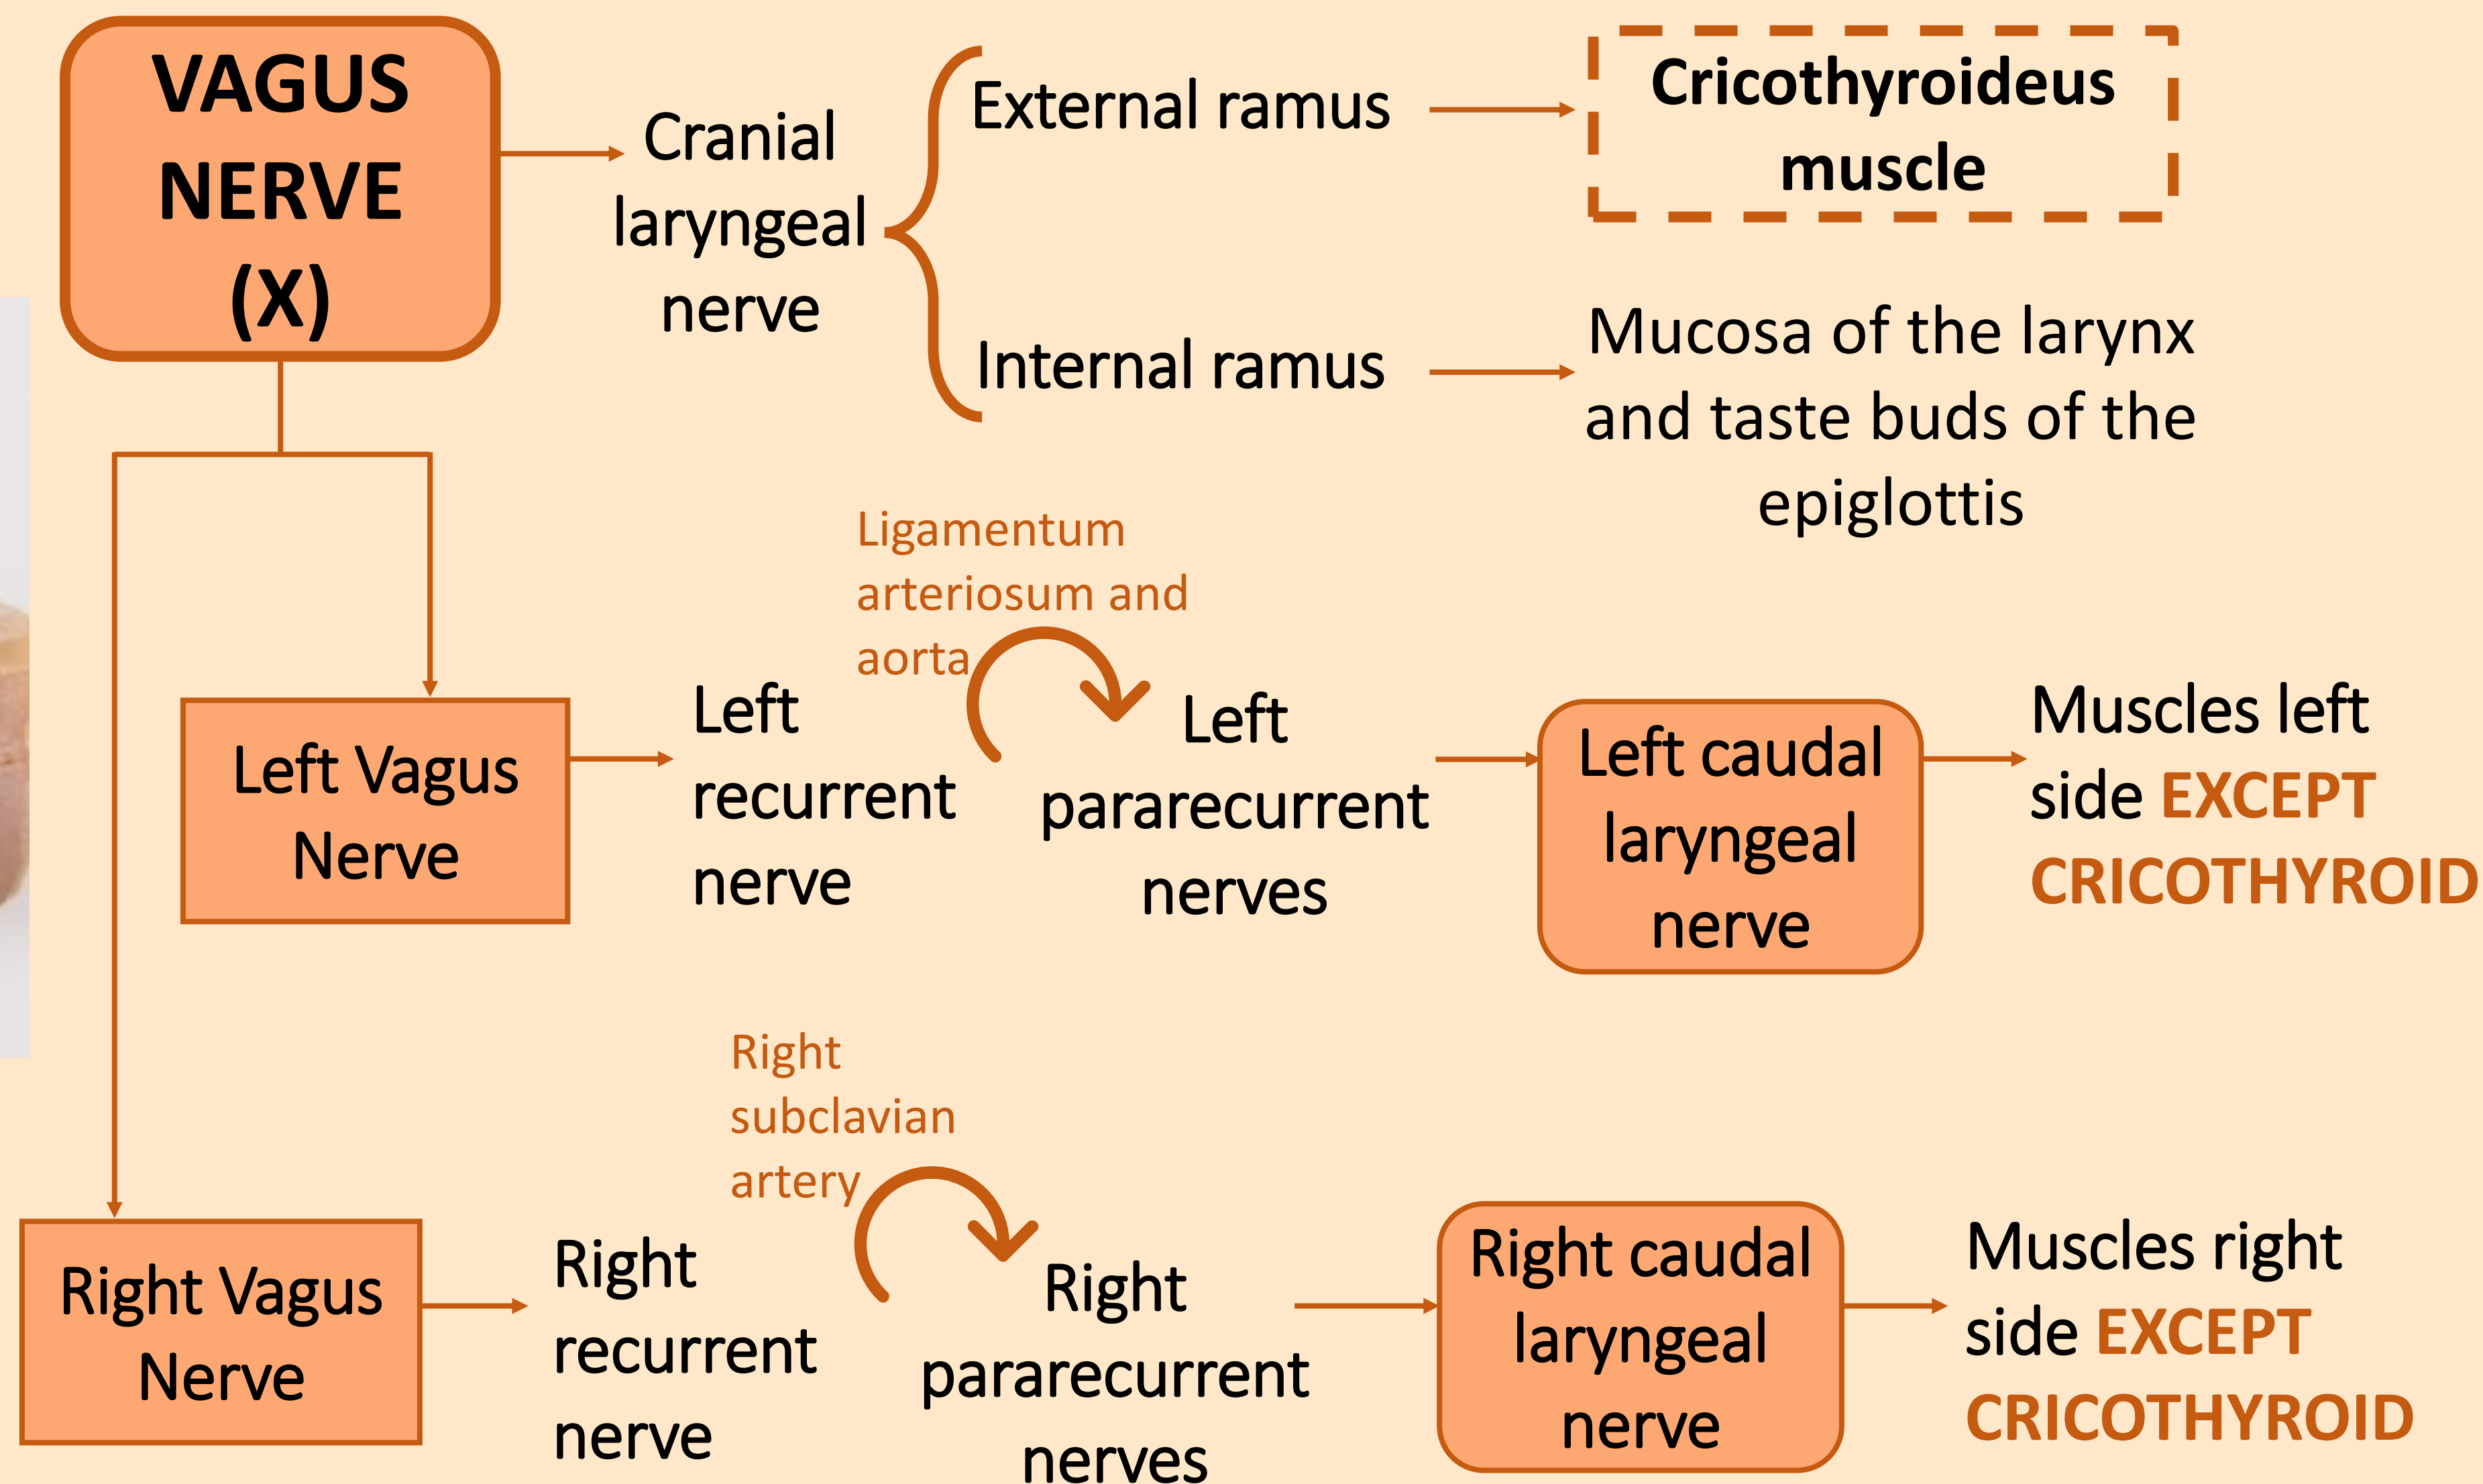 VAGUS
NERVE
(X)
Cranial
laryngeal
nerve
External ramus
Cricothyroideus
muscle
Internal ramus
Mucosa of the larynx
and taste buds of the
epiglottis
Left Vagus
Nerve
Left
recurrent
nerve
Ligamentum
arteriosum and
aorta
Left
pararecurrent
nerves
Left caudal
laryngeal
nerve
Muscles left
side EXCEPT
CRICOTHYROID
Right Vagus
Nerve
Right
recurrent
nerve
Right
subclavian
artery
Right
pararecurrent
nerves
Right caudal
laryngeal
nerve
Muscles right
side EXCEPT
CRICOTHYROID